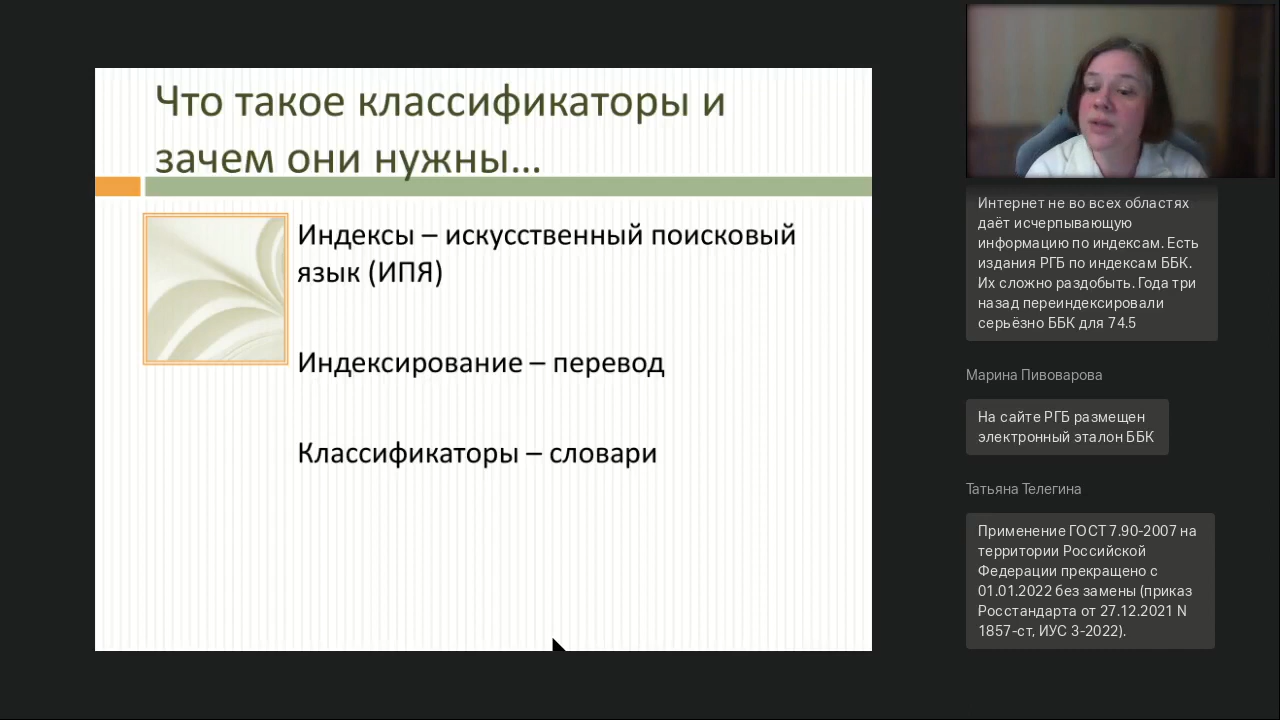 Что такое классификаторы и
зачем они нужны...
Индексы – искусственный поисковый
язык (ИПЯ)
Индексирование – перевод
Классификаторы – словари
Интернет не во всех областях
даёт исчерпывающую
информацию по индексам. Есть
издания РГБ по индексам ББК.
Их сложно раздобыть. Года три
назад переиндексировали
серьёзно ББК для 74.5
Марина Пивоварова
На сайте РГБ размещен
электронный эталон ББК
Татьяна Телегина
Применение ГОСТ 7.90-2007 на
территории Российской
Федерации прекращено с
01.01.2022 без замены (приказ
Росстандарта от 27.12.2021 N
1857-ст, ИУС 3-2022).